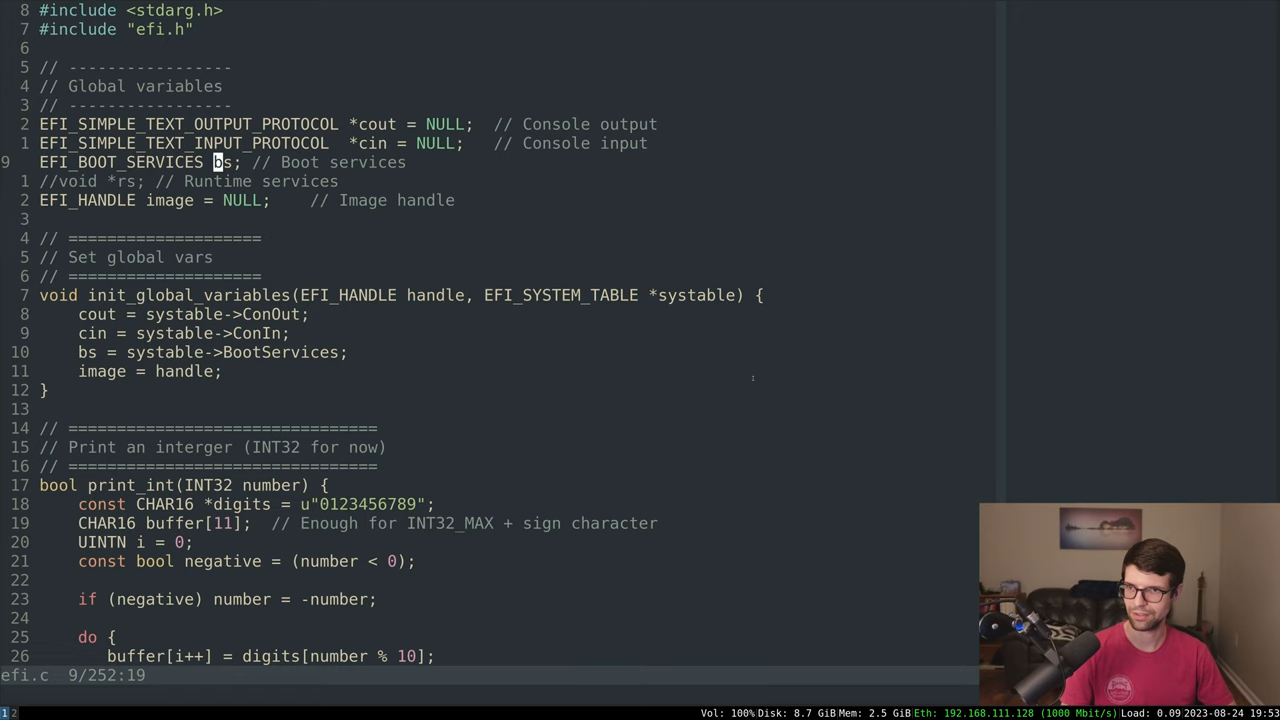 8 #include <stdarg.h>
7 #include "efi.h"
6
5 // -----------------
4 // Global variables
3 // -----------------
2 EFI_SIMPLE_TEXT_OUTPUT_PROTOCOL *cout = NULL;  // Console output
1 EFI_SIMPLE_TEXT_INPUT_PROTOCOL  *cin = NULL;   // Console input
9 EFI_BOOT_SERVICES bs; // Boot services
1 //void *rs; // Runtime services
2 EFI_HANDLE image = NULL;    // Image handle
3
4 // ====================
5 // Set global vars
6 // ====================
7 void init_global_variables(EFI_HANDLE handle, EFI_SYSTEM_TABLE *systable) {
8     cout = systable->ConOut;
9     cin = systable->ConIn;
10     bs = systable->BootServices;
11     image = handle;
12 }
13
14 // ================================
15 // Print an interger (INT32 for now)
16 // ================================
17 bool print_int(INT32 number) {
18     const CHAR16 *digits = u"0123456789";
19     CHAR16 buffer[11];  // Enough for INT32_MAX + sign character
20     UINTN i = 0;
21     const bool negative = (number < 0);
22
23     if (negative) number = -number;
24
25     do {
26        buffer[i++] = digits[number % 10];
efi.c  9/252:19
1 2 Vol: 100% Disk: 8.7 GiB Mem: 2.5 GiB Eth: 192.168.111.128 (1000 Mbit/s) Load: 0.09 2023-08-24 19:53